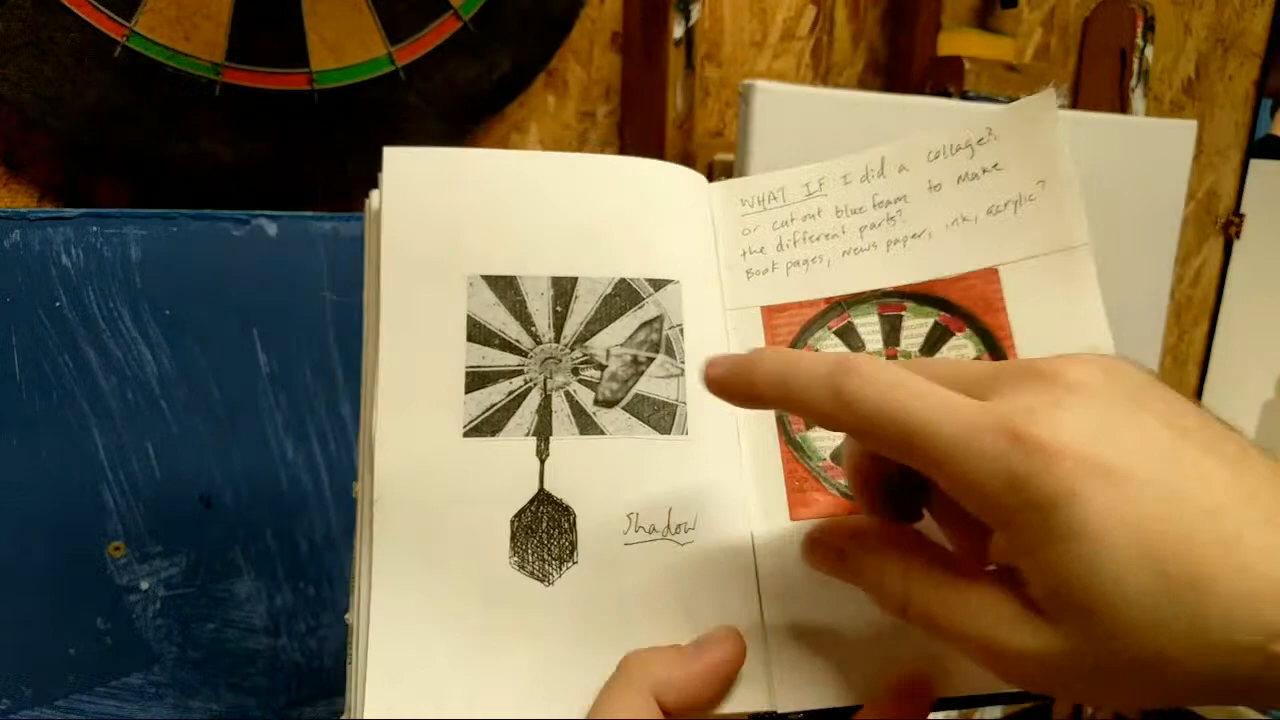 WHAT IF I did a collage?
or cut out blue foam to make
the different parts?
Book pages, News paper, ink, acrylic?
Shadow